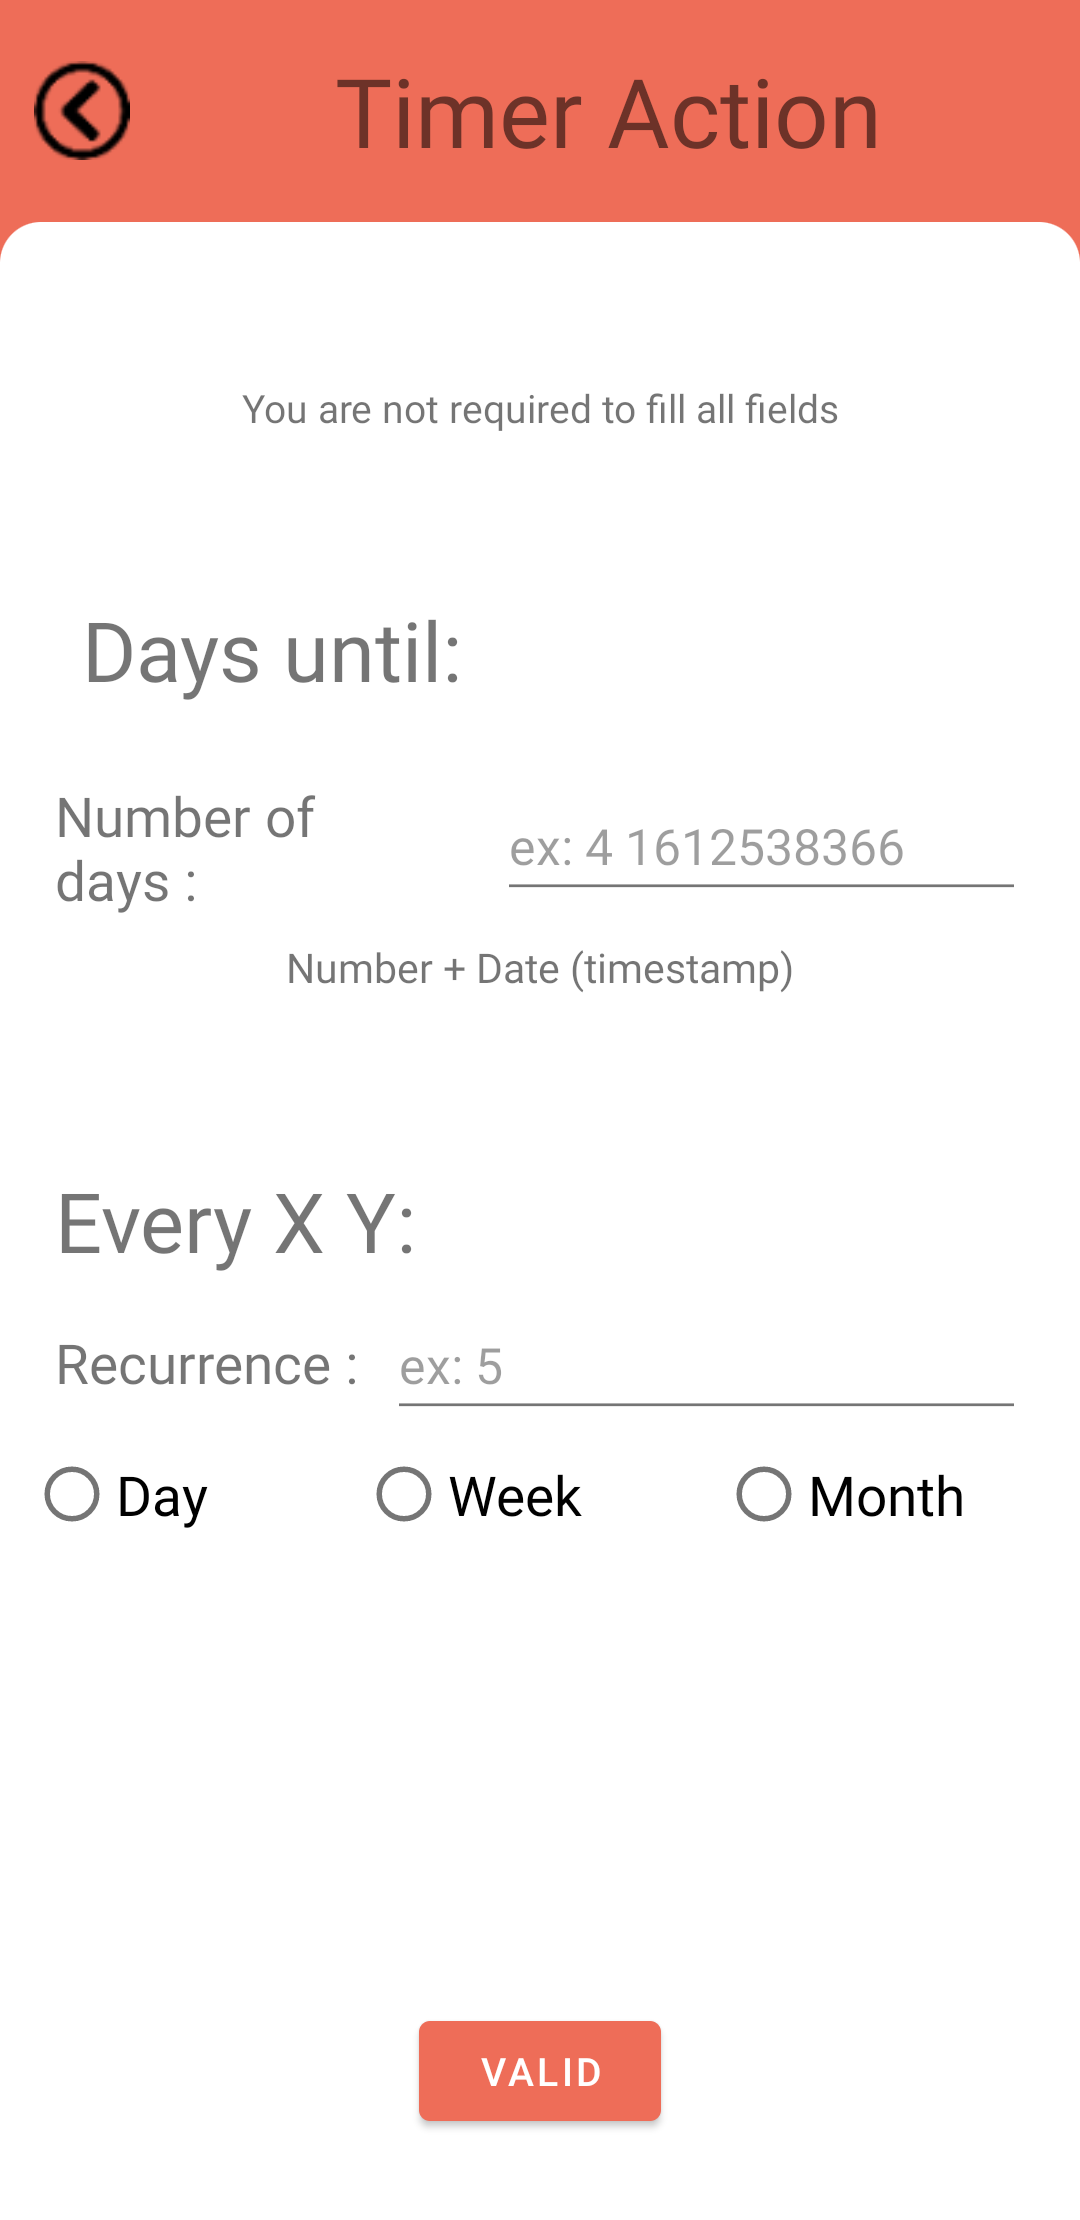 Timer Action
You are not required to fill all fields
Days until:
Number of
days :
ex: 4 1612538366
Number + Date (timestamp)
Every X Y:
Recurrence :
ex: 5
Day
Week
Month
VALID